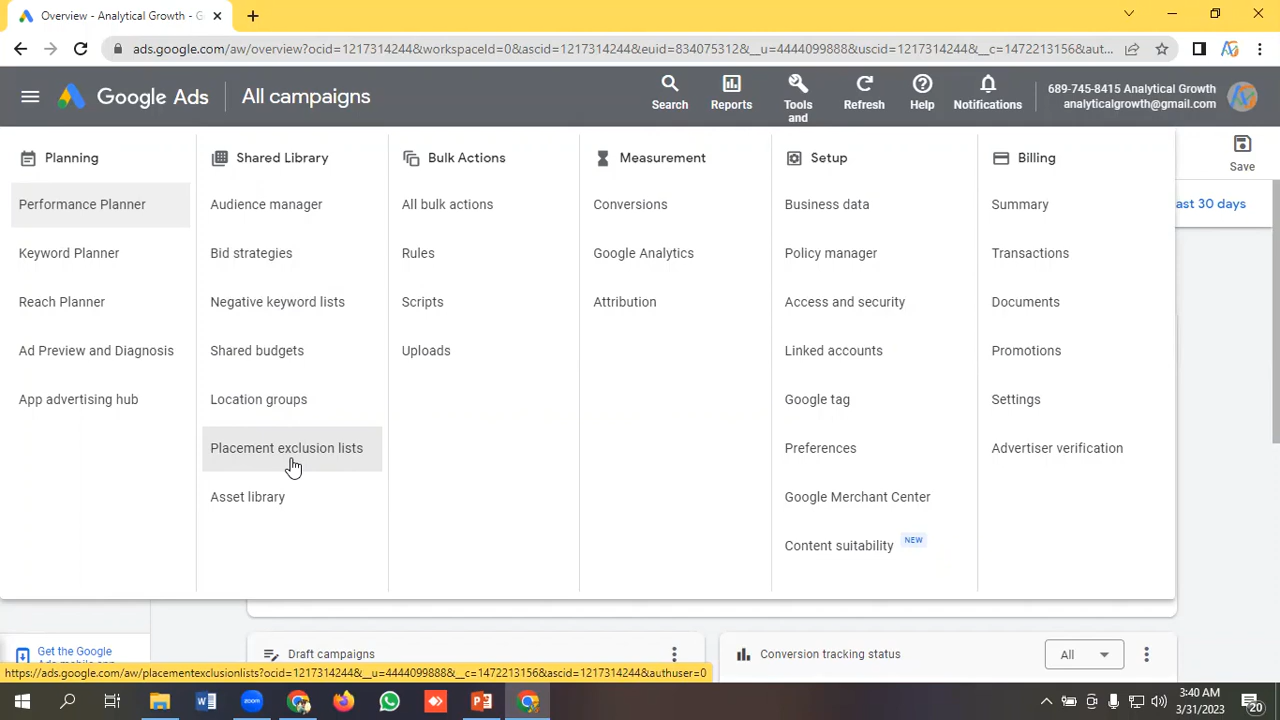 Overview - Analytical Growth - G
ads.google.com/aw/overview?ocid=1217314244&workspaceId=0&ascid=1217314244&euid=834075312&__u=4444099888&uscid=1217314244&__c=1472213156&aut...
Google Ads
All campaigns
Search
Reports
Tools and
Refresh
Help
Notifications
689-745-8415 Analytical Growth
analyticalgrowth@gmail.com
Save
ast 30 days
Planning
Performance Planner
Keyword Planner
Reach Planner
Ad Preview and Diagnosis
App advertising hub
Shared Library
Audience manager
Bid strategies
Negative keyword lists
Shared budgets
Location groups
Placement exclusion lists
Asset library
Bulk Actions
All bulk actions
Rules
Scripts
Uploads
Measurement
Conversions
Google Analytics
Attribution
Setup
Business data
Policy manager
Access and security
Linked accounts
Google tag
Preferences
Google Merchant Center
Content suitability NEW
Billing
Summary
Transactions
Documents
Promotions
Settings
Advertiser verification
Get the Google
Draft campaigns
Conversion tracking status
All
https://ads.google.com/aw/placementexclusionlists?ocid=1217314244&__u=4444099888&__c=1472213156&ascid=1217314244&authuser=0
3:40 AM
3/31/2023
20